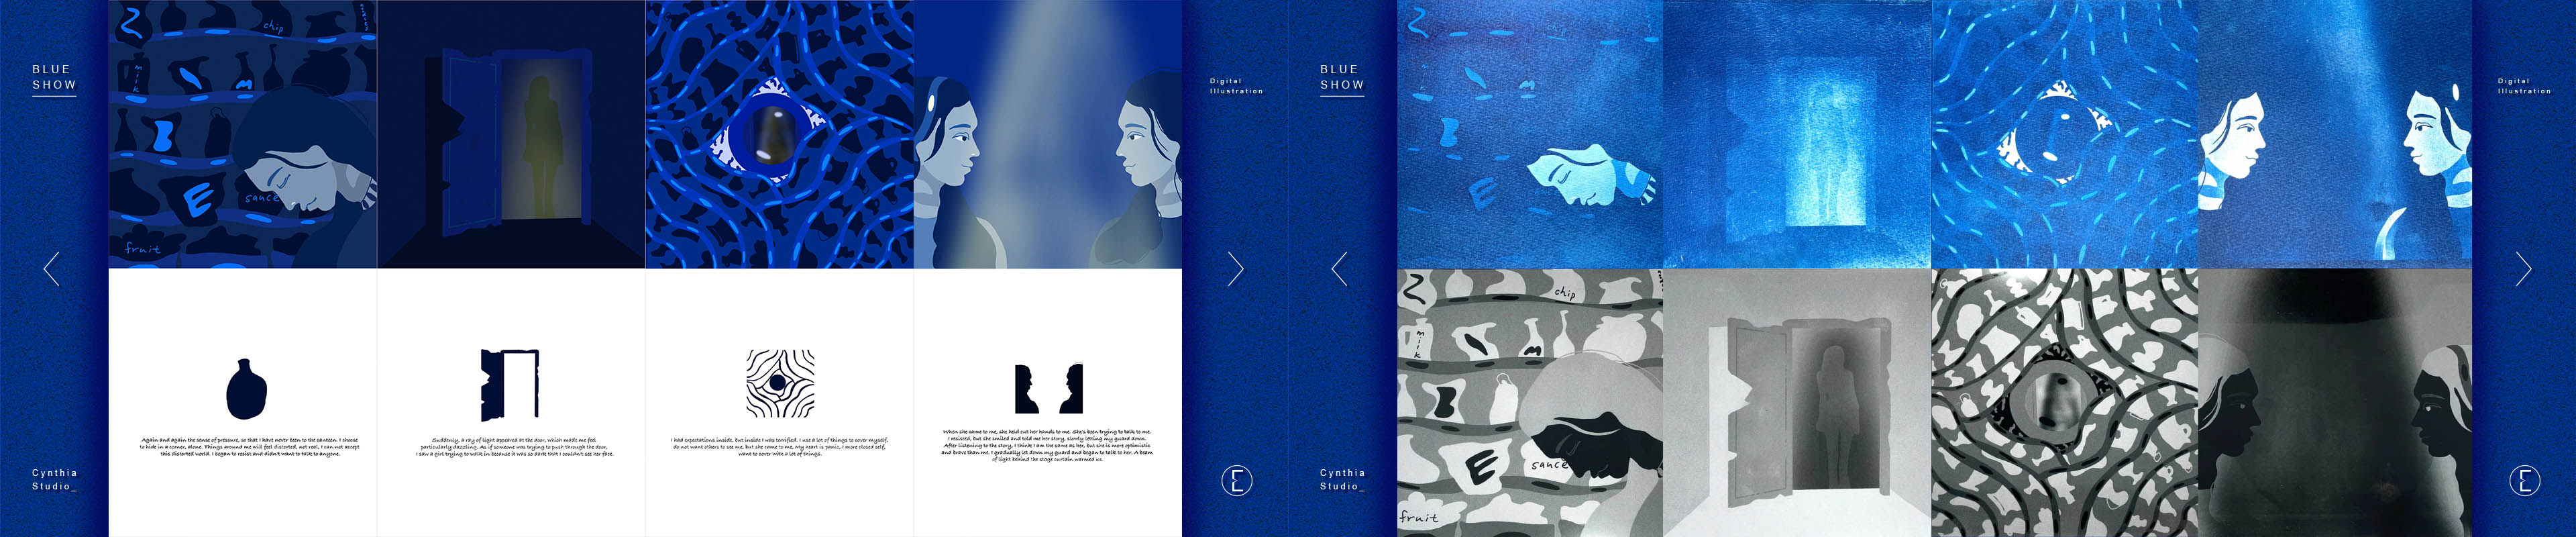 BLUE
SHOW
Cynthia
Studio_
chip
milk
sauce
fruit
Again and again the sense of pressure, so that I have never been to the canteen. I choose
to hide in a corner, alone. Things around me will feel distorted, not real, I can not accept
this distorted world. I began to resist and didn't want to talk to anyone.
Suddenly, a ray of light appeared at the door, which made me feel
particularly dazzling. As if someone was trying to push through the door,
I saw a girl trying to walk in because it was so dark that I couldn't see her face.
I had expectations inside, but inside I was terrified. I use a lot of things to cover myself,
do not want others to see me, but she came to me, My heart is panic, I more closed self,
want to cover with a lot of things.
When she came to me, she held out her hands to me. She's been trying to talk to me.
I resisted, but she smiled and told me her story, slowly letting my guard down.
After listening to the story, I think I am the same as her, but she is more optimistic
and brave than me. I gradually let down my guard and began to talk to her. A beam
of light behind the stage curtain warmed us.
Digital
Illustration
E
BLUE
SHOW
Cynthia
Studio_
chip
milk
sauce
fruit
Digital
Illustration
E